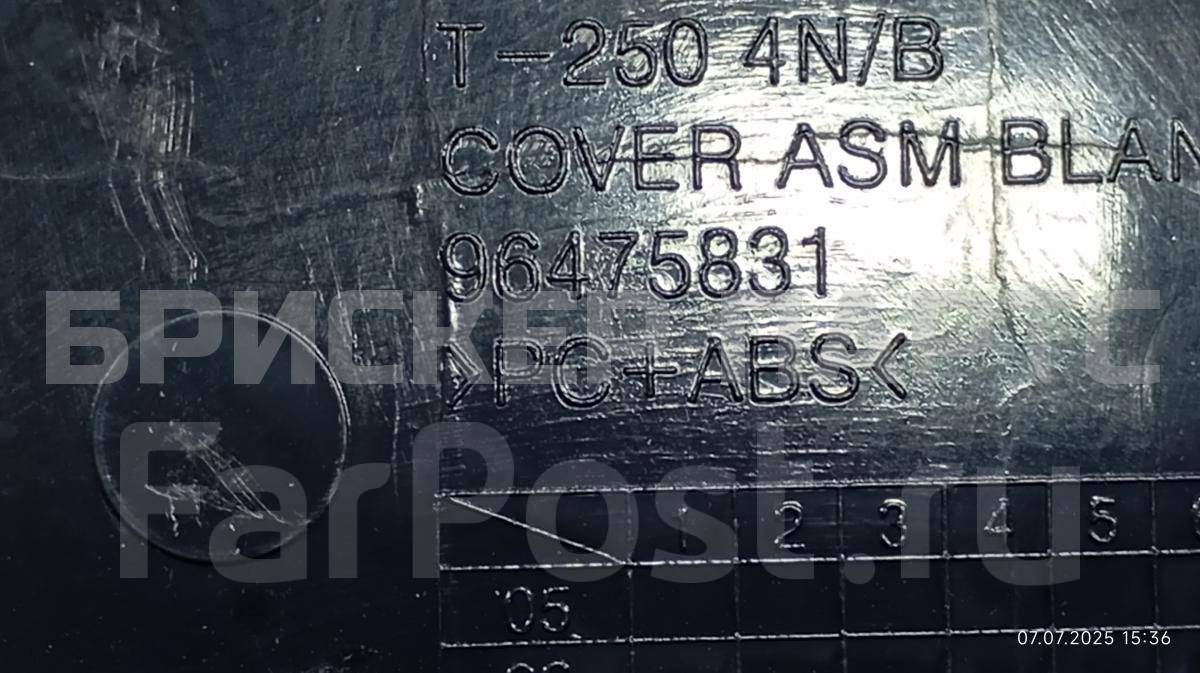 T-250 4N/B
COVER ASM BLAN
96475831
>PC+ABS<
БРИСКЕТ
FarPost.ru
1 2 3 4 5
'05
07.07.2025 15:36